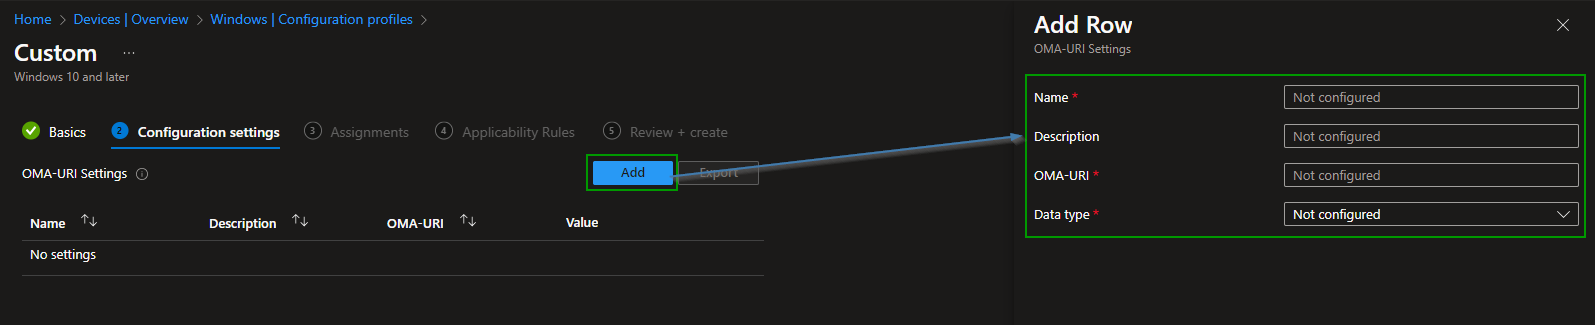 Home > Devices | Overview > Windows | Configuration profiles >
Custom ...
Windows 10 and later
Basics
2 Configuration settings
3 Assignments
4 Applicability Rules
5 Review + create
OMA-URI Settings
Add
Export
Name Description OMA-URI Value
No settings
Add Row
OMA-URI Settings
Name * Not configured
Description Not configured
OMA-URI * Not configured
Data type * Not configured